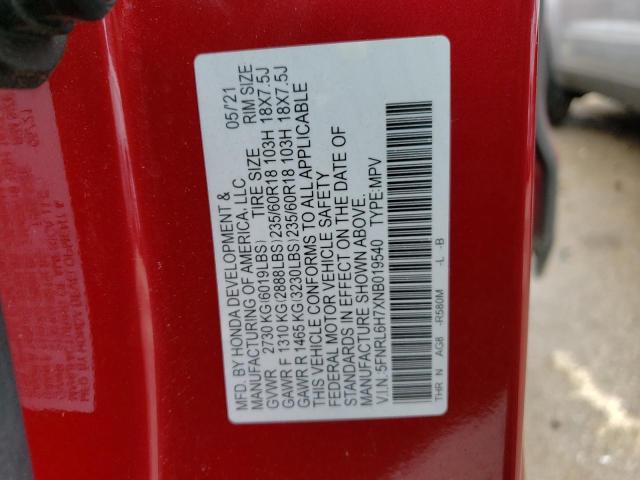 MFD. BY HONDA DEVELOPMENT & 05/'21
MANUFACTURING OF AMERICA, LLC
TIRE SIZE RIM SIZE
GVWR 2730 KG(6019LBS)
GAWR F 1310 KG(2888LBS)235/60R18 103H 18X7.5J
GAWR R 1465 KG(3230LBS)235/60R18 103H 18X7.5J
THIS VEHICLE CONFORMS TO ALL APPLICABLE
FEDERAL MOTOR VEHICLE SAFETY
STANDARDS IN EFFECT ON THE DATE OF
MANUFACTURE SHOWN ABOVE.
V.I.N.: 5FNRL6H7XNB019540 TYPE:MPV
THR N AG8 -R580M -L -B